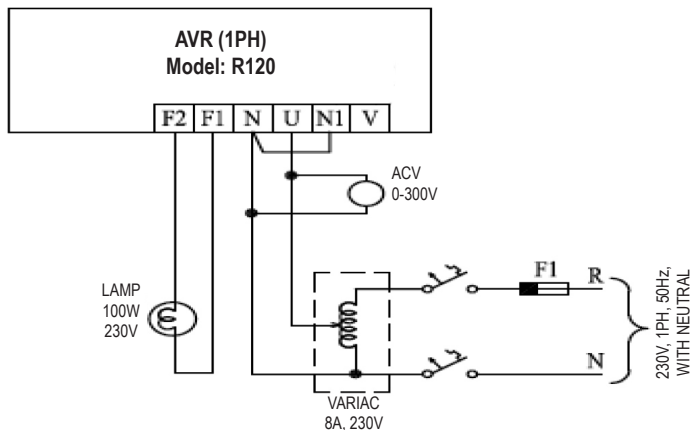 AVR (1PH)
Model: R120
F2 F1 N U N1 V
ACV
0-300V
LAMP
100W
230V
F1
R
N
230V, 1PH, 50Hz,
WITH NEUTRAL
VARIAC
8A, 230V